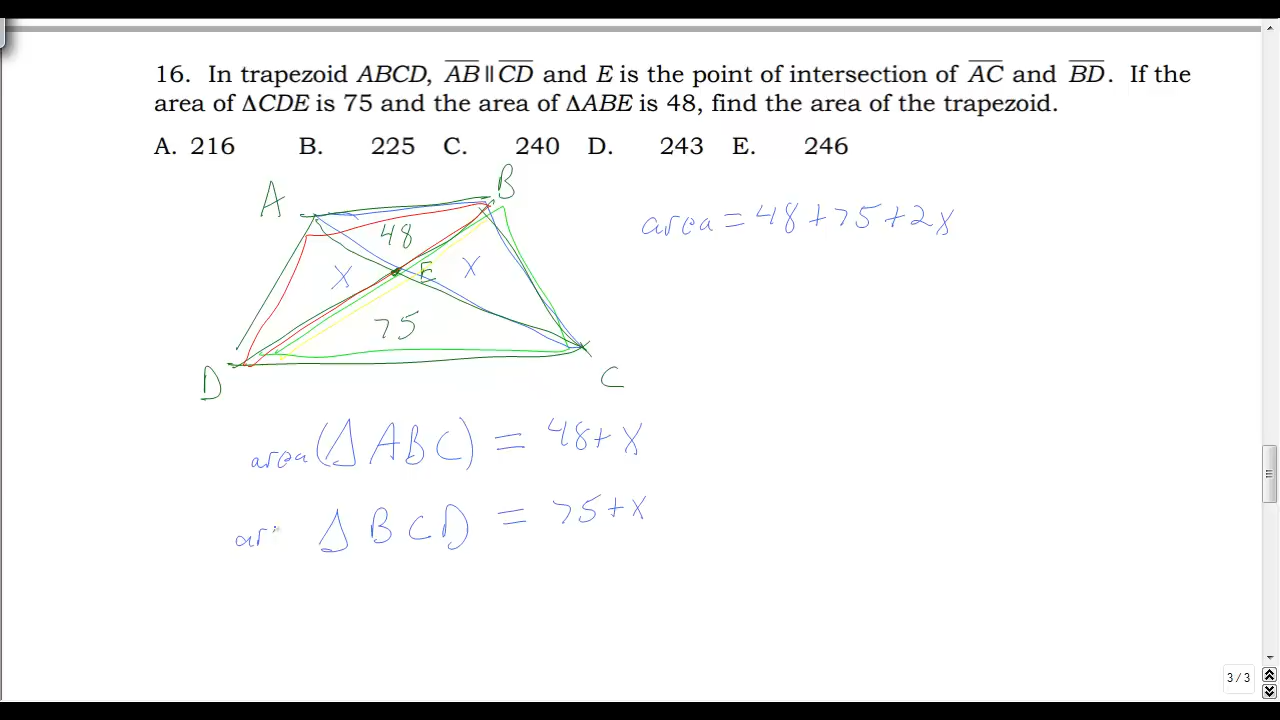 16. In trapezoid ABCD, AB || CD and E is the point of intersection of AC and BD. If the
area of ΔCDE is 75 and the area of ΔABE is 48, find the area of the trapezoid.
A. 216 B. 225 C. 240 D. 243 E. 246
A B
area = 48 + 75 + 2x
48
x E x
75
D C
area (Δ ABC) = 48 + x
ar Δ BCD = 75 + x
3 / 3